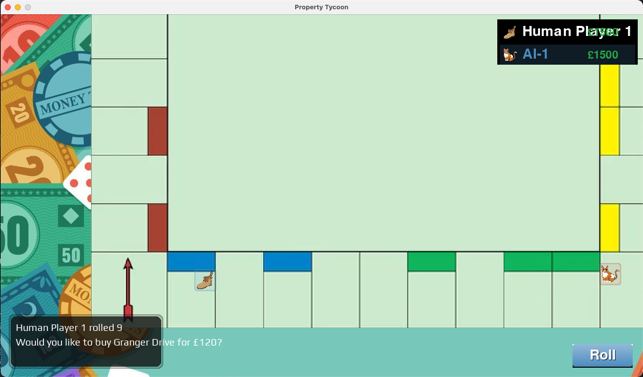 Property Tycoon
Human Player 1
AI-1 £1500
MONEY
20
50
50
Human Player 1 rolled 9
Would you like to buy Granger Drive for £120?
Roll